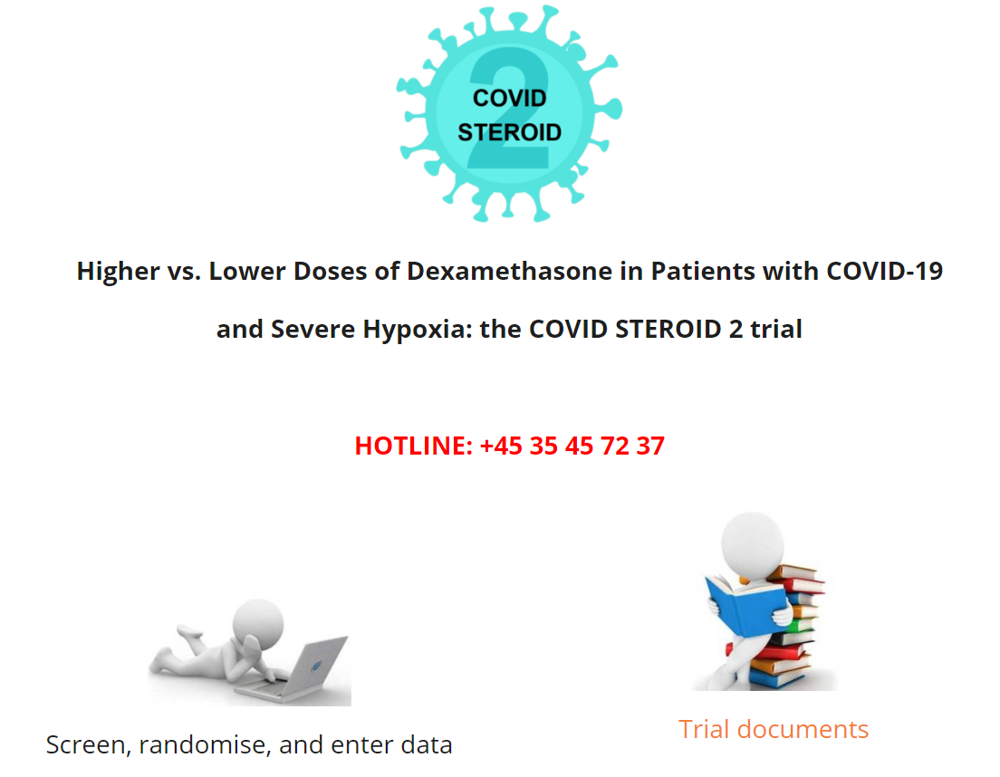 2
COVID
STEROID
Higher vs. Lower Doses of Dexamethasone in Patients with COVID-19
and Severe Hypoxia: the COVID STEROID 2 trial
HOTLINE: +45 35 45 72 37
Trial documents
Screen, randomise, and enter data